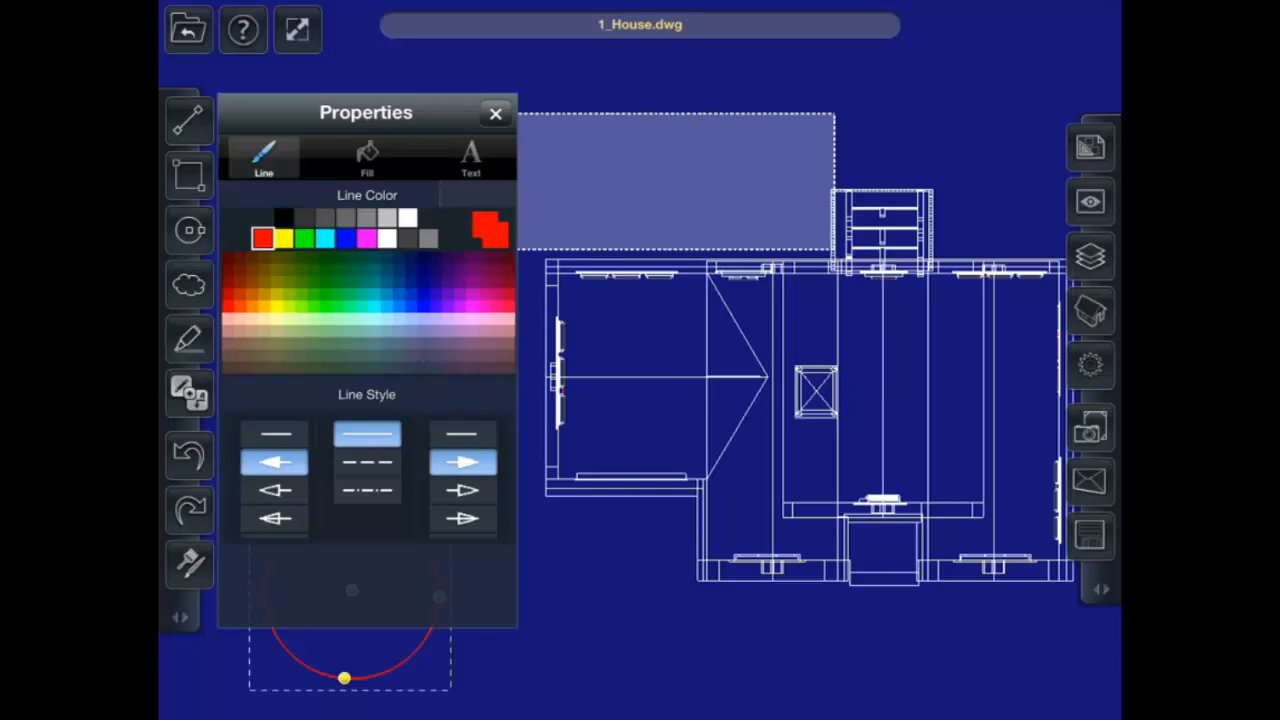 1_House.dwg
Properties
Line
Fill
Text
Line Color
Line Style